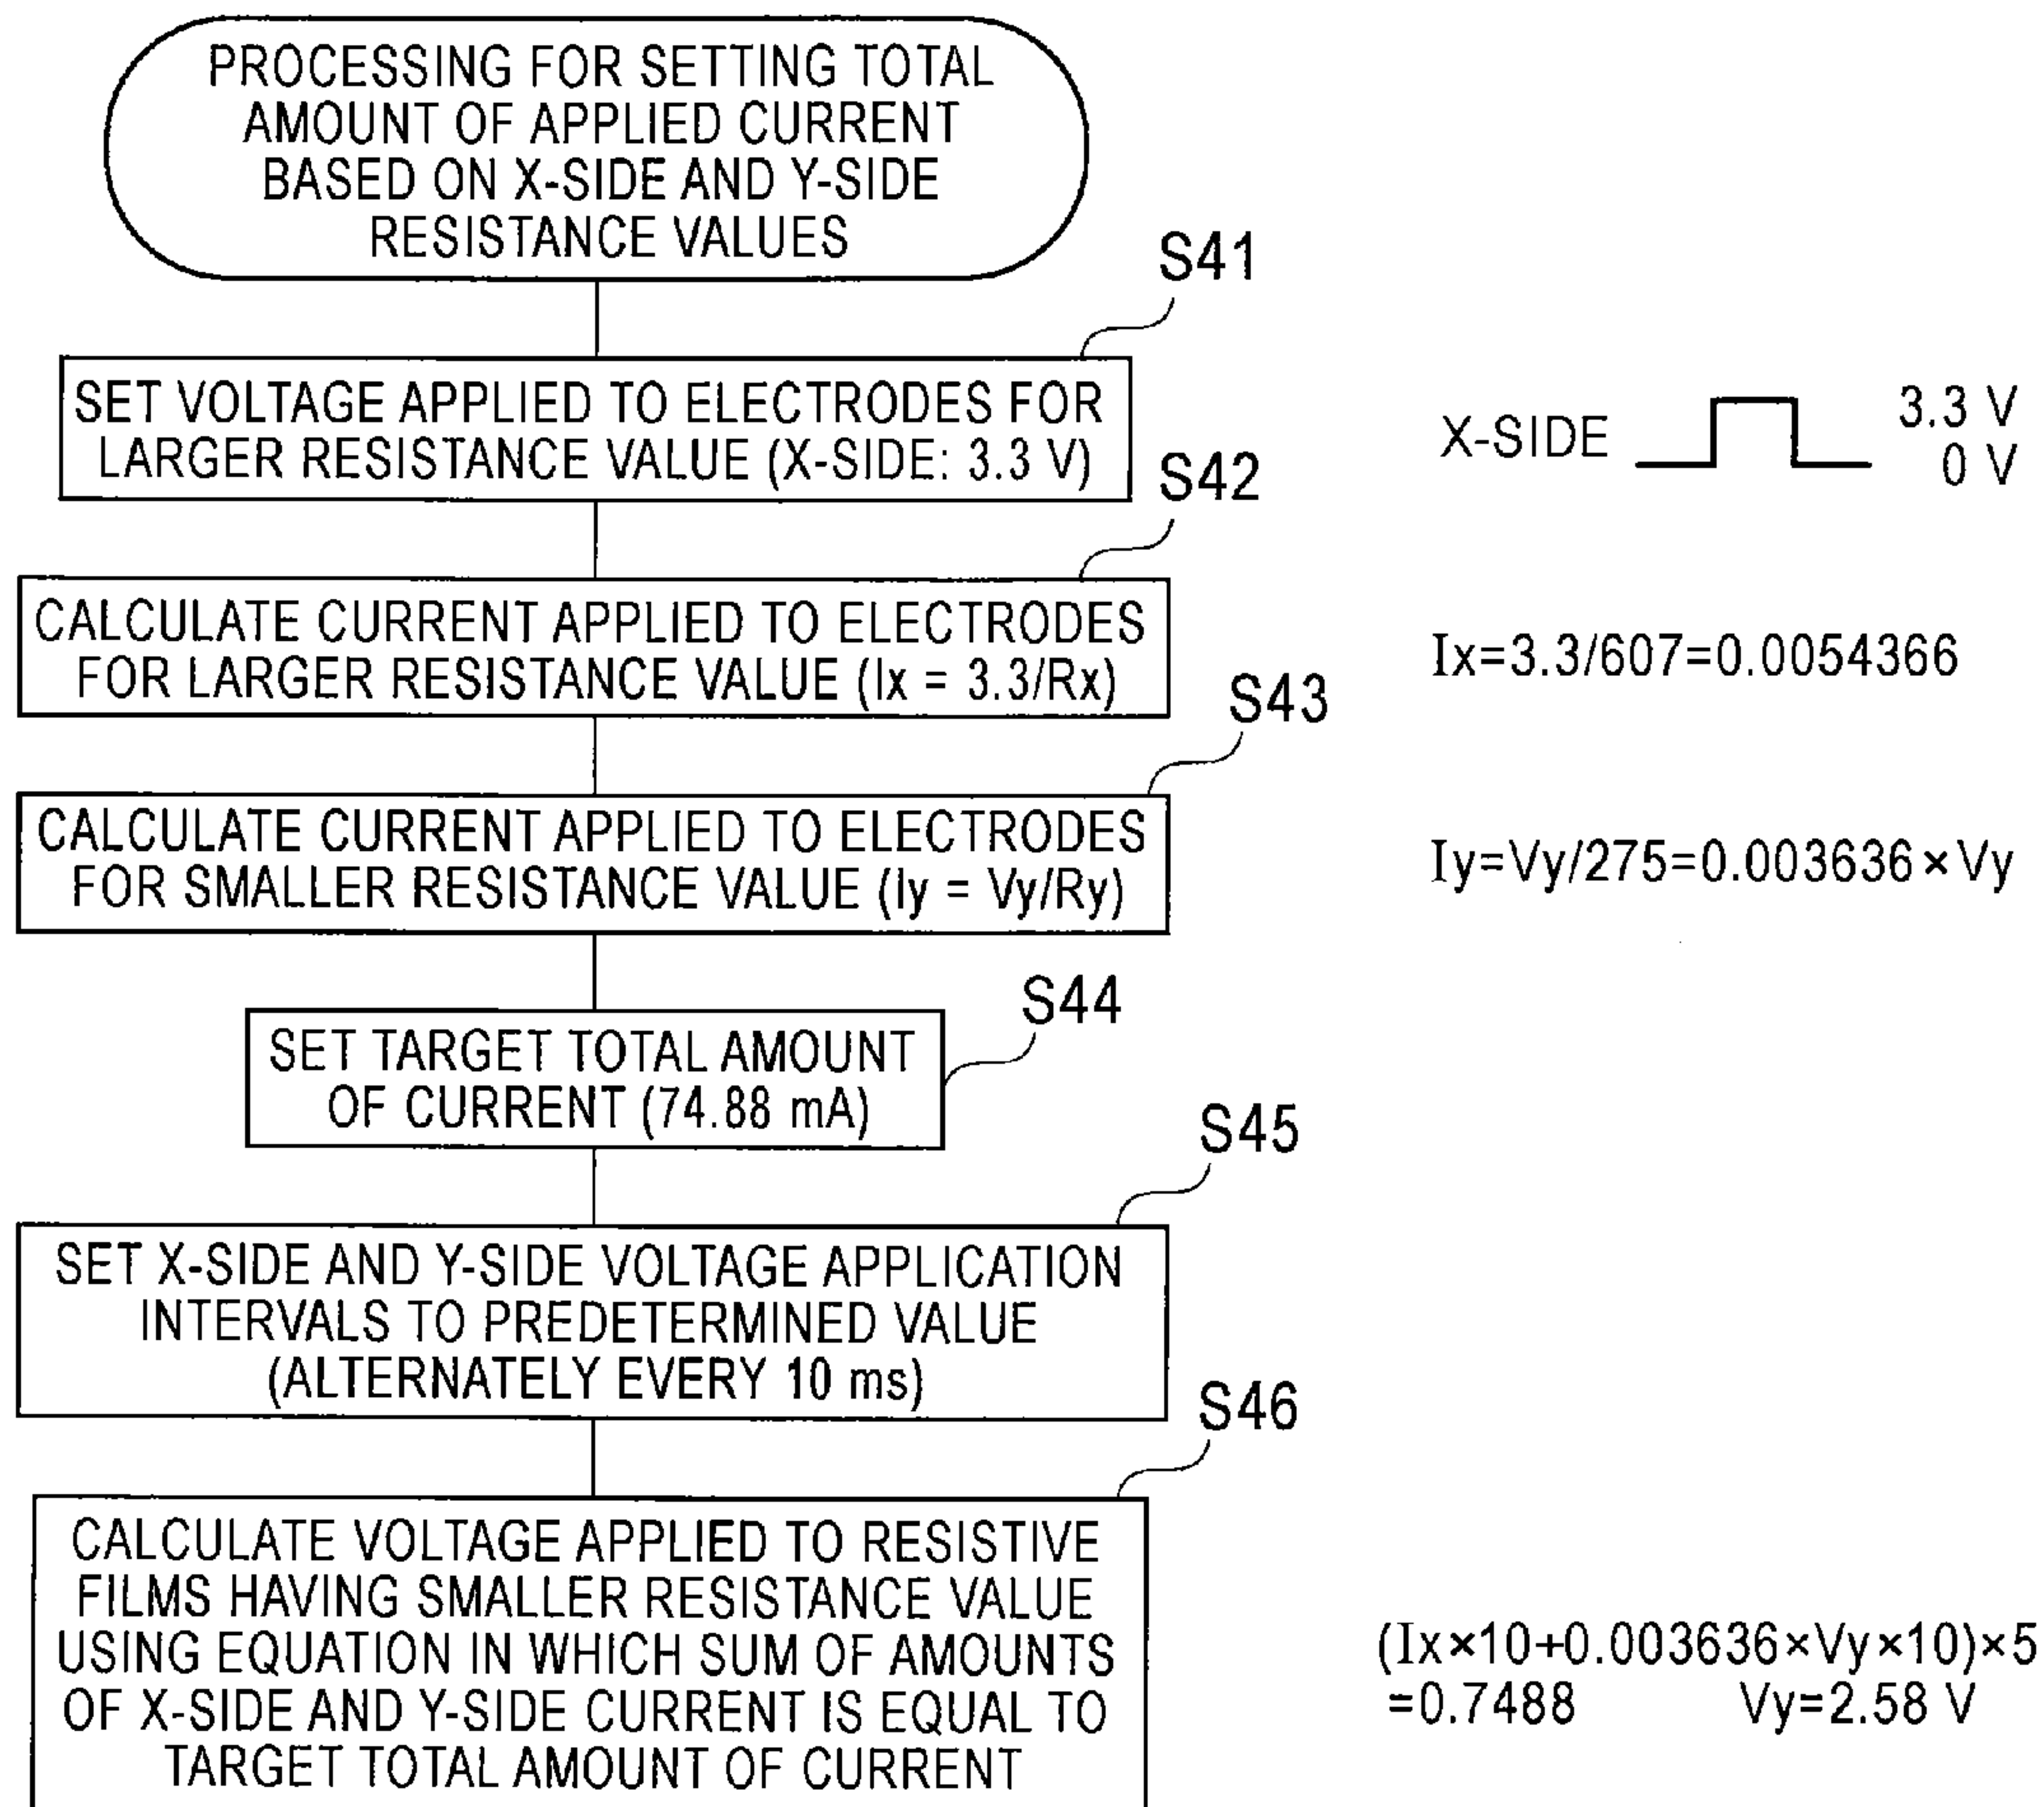 PROCESSING FOR SETTING TOTAL
AMOUNT OF APPLIED CURRENT
BASED ON X-SIDE AND Y-SIDE
RESISTANCE VALUES
S41
SET VOLTAGE APPLIED TO ELECTRODES FOR
LARGER RESISTANCE VALUE (X-SIDE: 3.3 V)
X-SIDE
3.3 V
0 V
S42
CALCULATE CURRENT APPLIED TO ELECTRODES
FOR LARGER RESISTANCE VALUE (Ix = 3.3/Rx)
Ix=3.3/607=0.0054366
S43
CALCULATE CURRENT APPLIED TO ELECTRODES
FOR SMALLER RESISTANCE VALUE (Iy = Vy/Ry)
Iy=Vy/275=0.003636×Vy
S44
SET TARGET TOTAL AMOUNT
OF CURRENT (74.88 mA)
S45
SET X-SIDE AND Y-SIDE VOLTAGE APPLICATION
INTERVALS TO PREDETERMINED VALUE
(ALTERNATELY EVERY 10 ms)
S46
CALCULATE VOLTAGE APPLIED TO RESISTIVE
FILMS HAVING SMALLER RESISTANCE VALUE
USING EQUATION IN WHICH SUM OF AMOUNTS
OF X-SIDE AND Y-SIDE CURRENT IS EQUAL TO
TARGET TOTAL AMOUNT OF CURRENT
(Ix×10+0.003636×Vy×10)×5
=0.7488 Vy=2.58 V